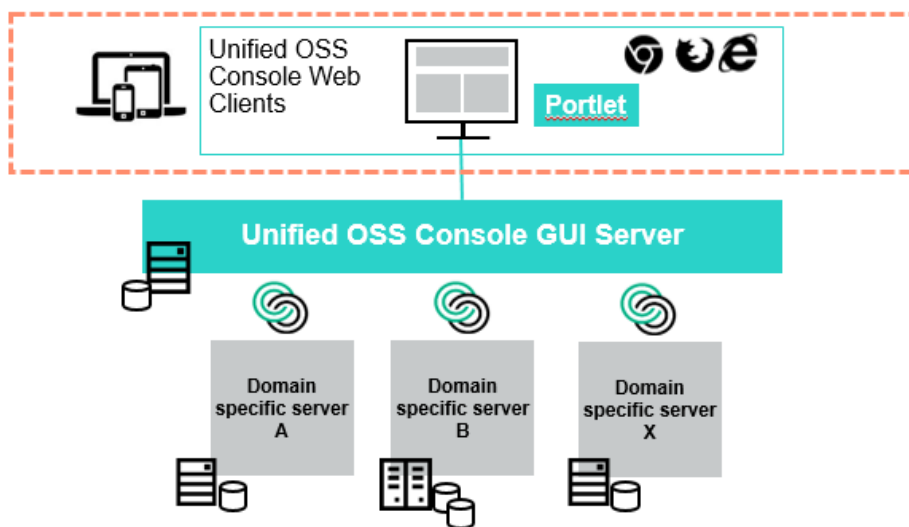 Unified OSS
Console Web
Clients
Portlet
Unified OSS Console GUI Server
Domain
specific server
A
Domain
specific server
B
Domain
specific server
X